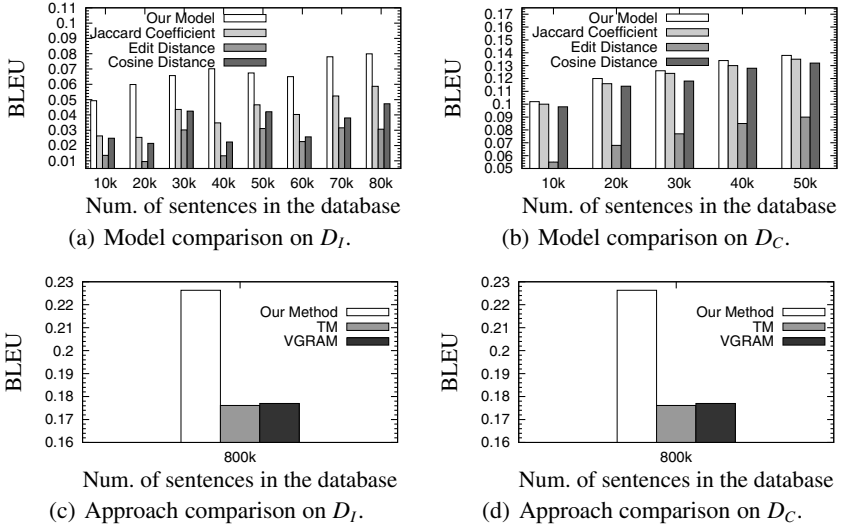 0.11
0.1
0.09
0.08
0.07
0.06
0.05
0.04
0.03
0.02
0.01
BLEU
Our Model
Jaccard Coefficient
Edit Distance
Cosine Distance
10k 20k 30k 40k 50k 60k 70k 80k
Num. of sentences in the database
(a) Model comparison on D_I.
0.17
0.16
0.15
0.14
0.13
0.12
0.11
0.1
0.09
0.08
0.07
0.06
0.05
BLEU
Our Model
Jaccard Coefficient
Edit Distance
Cosine Distance
10k 20k 30k 40k 50k
Num. of sentences in the database
(b) Model comparison on D_C.
0.23
0.22
0.21
0.2
0.19
0.18
0.17
0.16
BLEU
Our Method
TM
VGRAM
800k
Num. of sentences in the database
(c) Approach comparison on D_I.
0.23
0.22
0.21
0.2
0.19
0.18
0.17
0.16
BLEU
Our Method
TM
VGRAM
800k
Num. of sentences in the database
(d) Approach comparison on D_C.